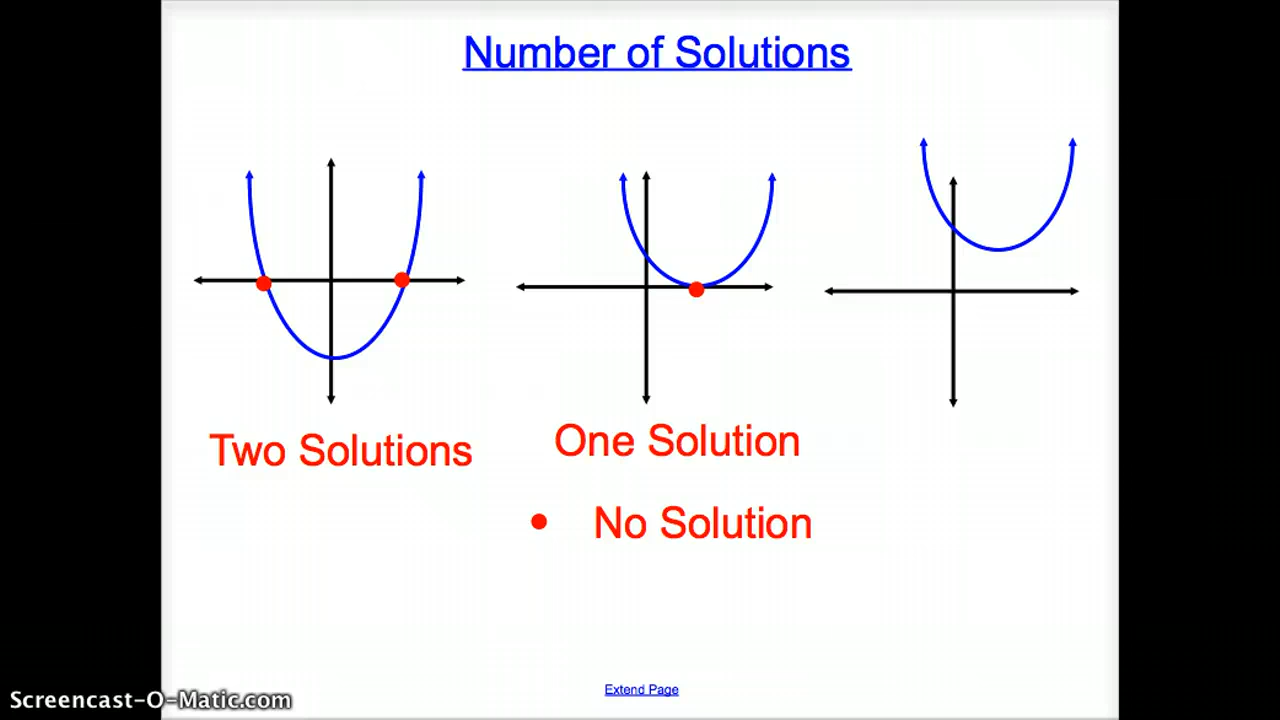 Number of Solutions
Two Solutions
One Solution
No Solution
Extend Page
Screencast-O-Matic.com